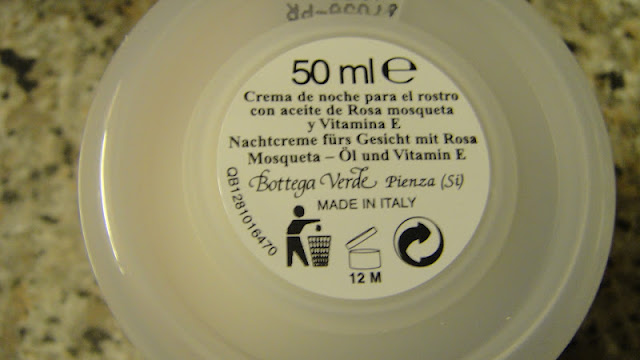 50 ml ℮
Crema de noche para el rostro
con aceite de Rosa mosqueta
y Vitamina E
Nachtcreme fürs Gesicht mit Rosa
Mosqueta – Öl und Vitamin E
Bottega Verde Pienza (Si)
MADE IN ITALY
QB1281016470
12 M